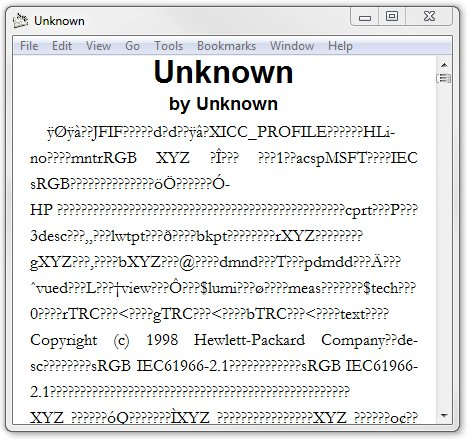 Unknown
File Edit View Go Tools Bookmarks Window Help
Unknown
by Unknown
ÿØÿà??JFIF?????d?d??ÿâ?XICC_PROFILE??????HLi-
no????mntrRGB XYZ ?Î??? ???1??acspMSFT????IEC
sRGB??????????????öÖ??????Ó-
HP ????????????????????????????????????????????????cprt???P???
3desc???‚‚???lwtpt???ð????bkpt????????rXYZ????????
gXYZ???,????bXYZ???@????dmnd???T???pdmdd???Ä???
ˆvued???L???†view???Ô???$lumi???ø????meas???????$tech???
0????rTRC???<????gTRC???<????bTRC???<????text????
Copyright (c) 1998 Hewlett-Packard Company??de-
sc????????sRGB IEC61966-2.1????????????sRGB IEC61966-
2.1??????????????????????????????????????????????????
XYZ ??????óQ???????ÌXYZ ????????????????XYZ ??????oc??